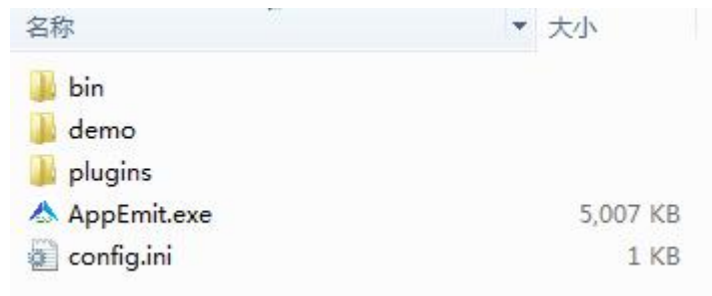 名称 大小
bin
demo
plugins
AppEmit.exe 5,007 KB
config.ini 1 KB